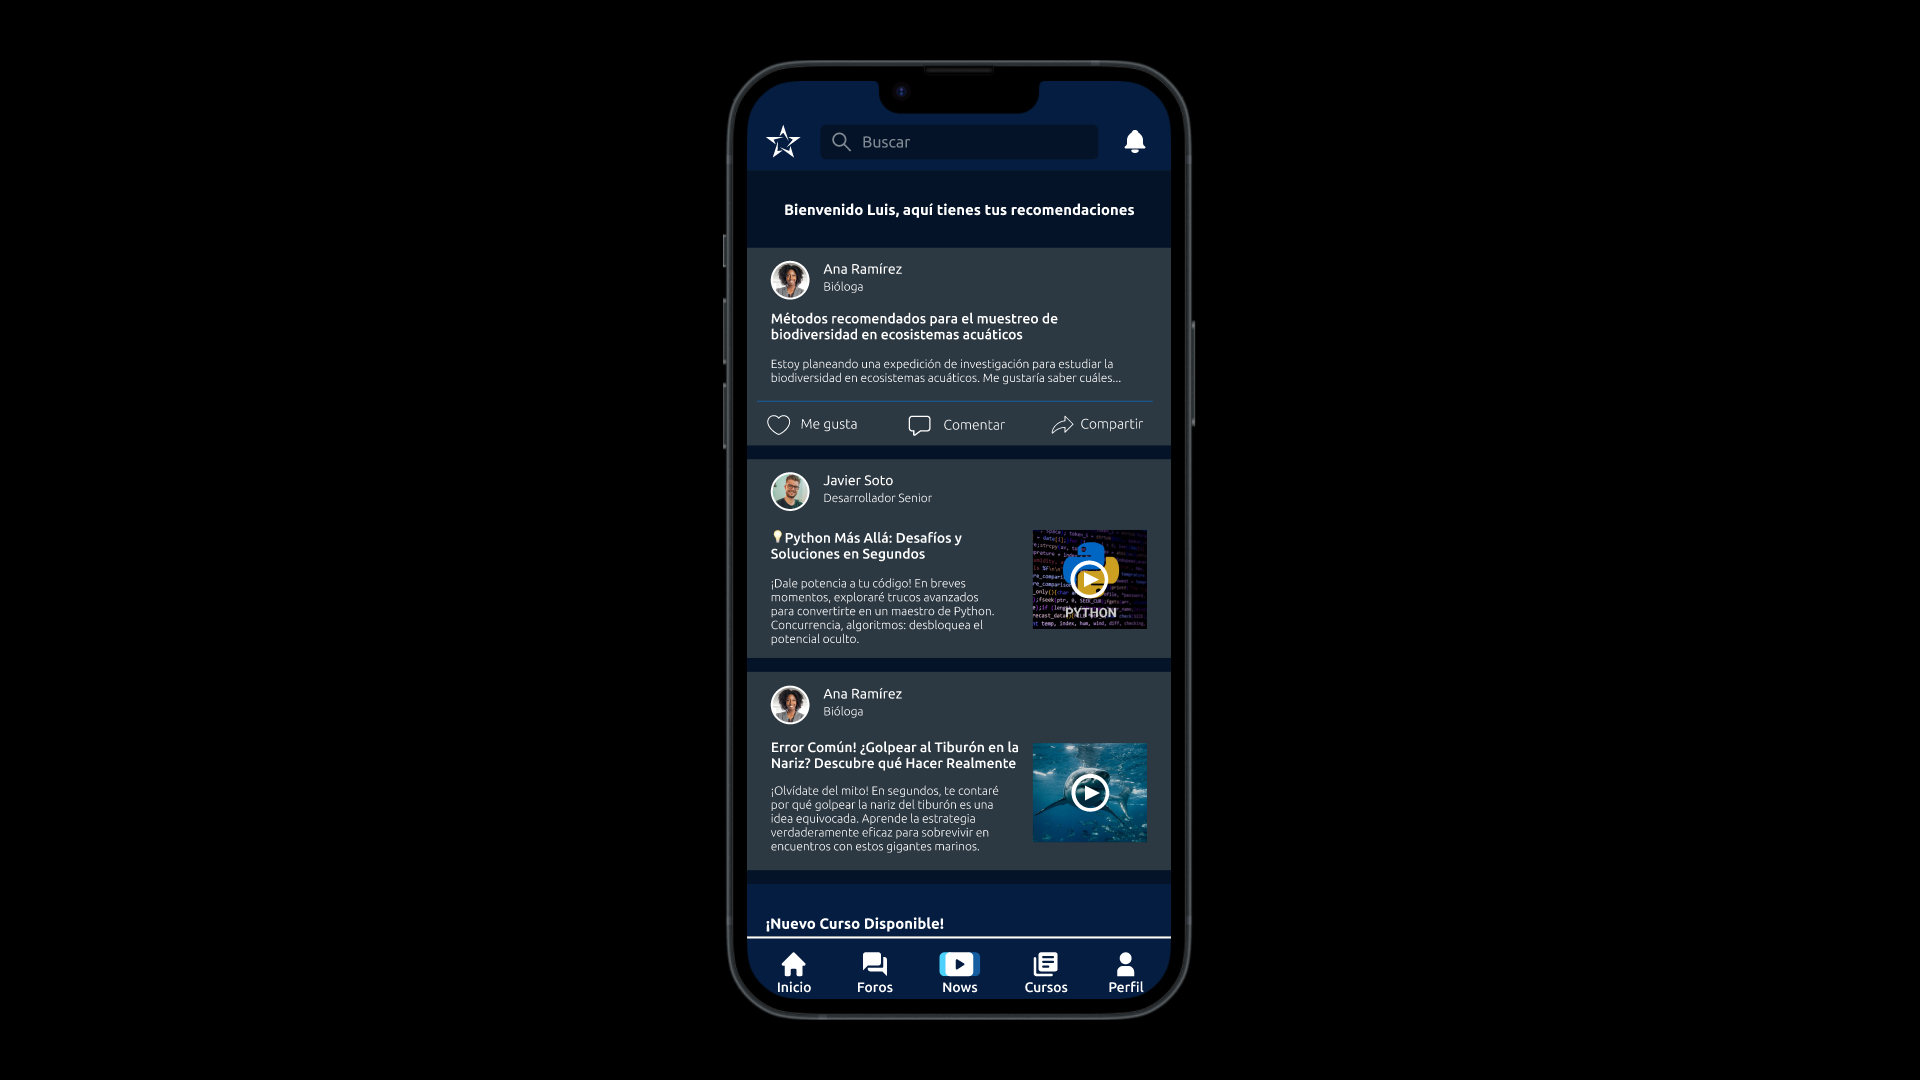 Buscar
Bienvenido Luis, aquí tienes tus recomendaciones
Ana Ramírez
Bióloga
Métodos recomendados para el muestreo de
biodiversidad en ecosistemas acuáticos
Estoy planeando una expedición de investigación para estudiar la
biodiversidad en ecosistemas acuáticos. Me gustaría saber cuáles...
Me gusta
Comentar
Compartir
Javier Soto
Desarrollador Senior
Python Más Allá: Desafíos y
Soluciones en Segundos
¡Dale potencia a tu código! En breves
momentos, exploraré trucos avanzados
para convertirte en un maestro de Python.
Concurrencia, algoritmos: desbloquea el
potencial oculto.
PYTHON
Ana Ramírez
Bióloga
Error Común! ¿Golpear al Tiburón en la
Nariz? Descubre qué Hacer Realmente
¡Olvídate del mito! En segundos, te contaré
por qué golpear la nariz del tiburón es una
idea equivocada. Aprende la estrategia
verdaderamente eficaz para sobrevivir en
encuentros con estos gigantes marinos.
¡Nuevo Curso Disponible!
Inicio
Foros
Nows
Cursos
Perfil